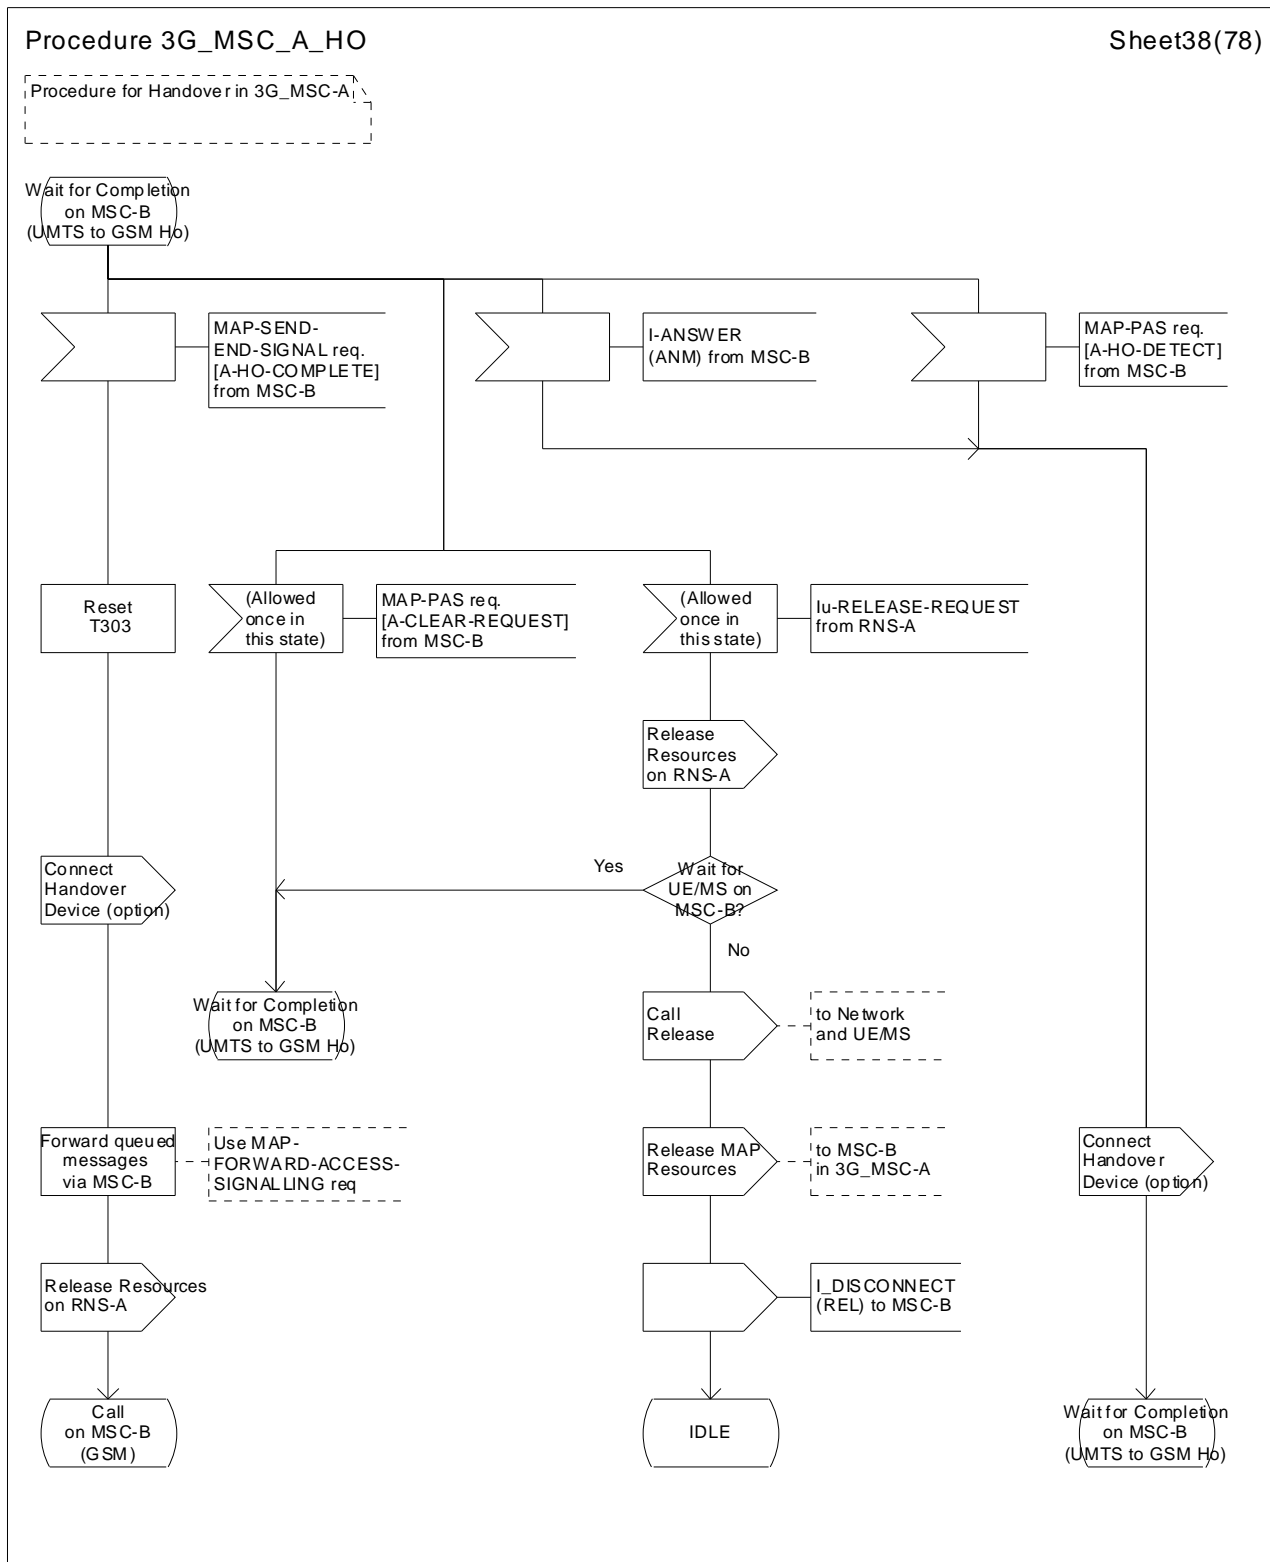 Procedure 3G_MSC_A_HO
Sheet38(78)
Procedure for Handover in 3G_MSC-A
Wait for Completion
on MSC-B
(UMTS to GSM Ho)
MAP-SEND-
END-SIGNAL req.
[A-HO-COMPLETE]
from MSC-B
I-ANSWER
(ANM) from MSC-B
MAP-PAS req.
[A-HO-DETECT]
from MSC-B
Reset
T303
(Allowed
once in
this state)
MAP-PAS req.
[A-CLEAR-REQUEST]
from MSC-B
(Allowed
once in
this state)
Iu-RELEASE-REQUEST
from RNS-A
Release
Resources
on RNS-A
Connect
Handover
Device (option)
Yes
Wait for
UE/MS on
MSC-B?
No
Wait for Completion
on MSC-B
(UMTS to GSM Ho)
Call
Release
to Network
and UE/MS
Forward queued
messages
via MSC-B
Use MAP-
FORWARD-ACCESS-
SIGNALLING req
Release MAP
Resources
to MSC-B
in 3G_MSC-A
Connect
Handover
Device (option)
Release Resources
on RNS-A
I_DISCONNECT
(REL) to MSC-B
Call
on MSC-B
(GSM)
IDLE
Wait for Completion
on MSC-B
(UMTS to GSM Ho)